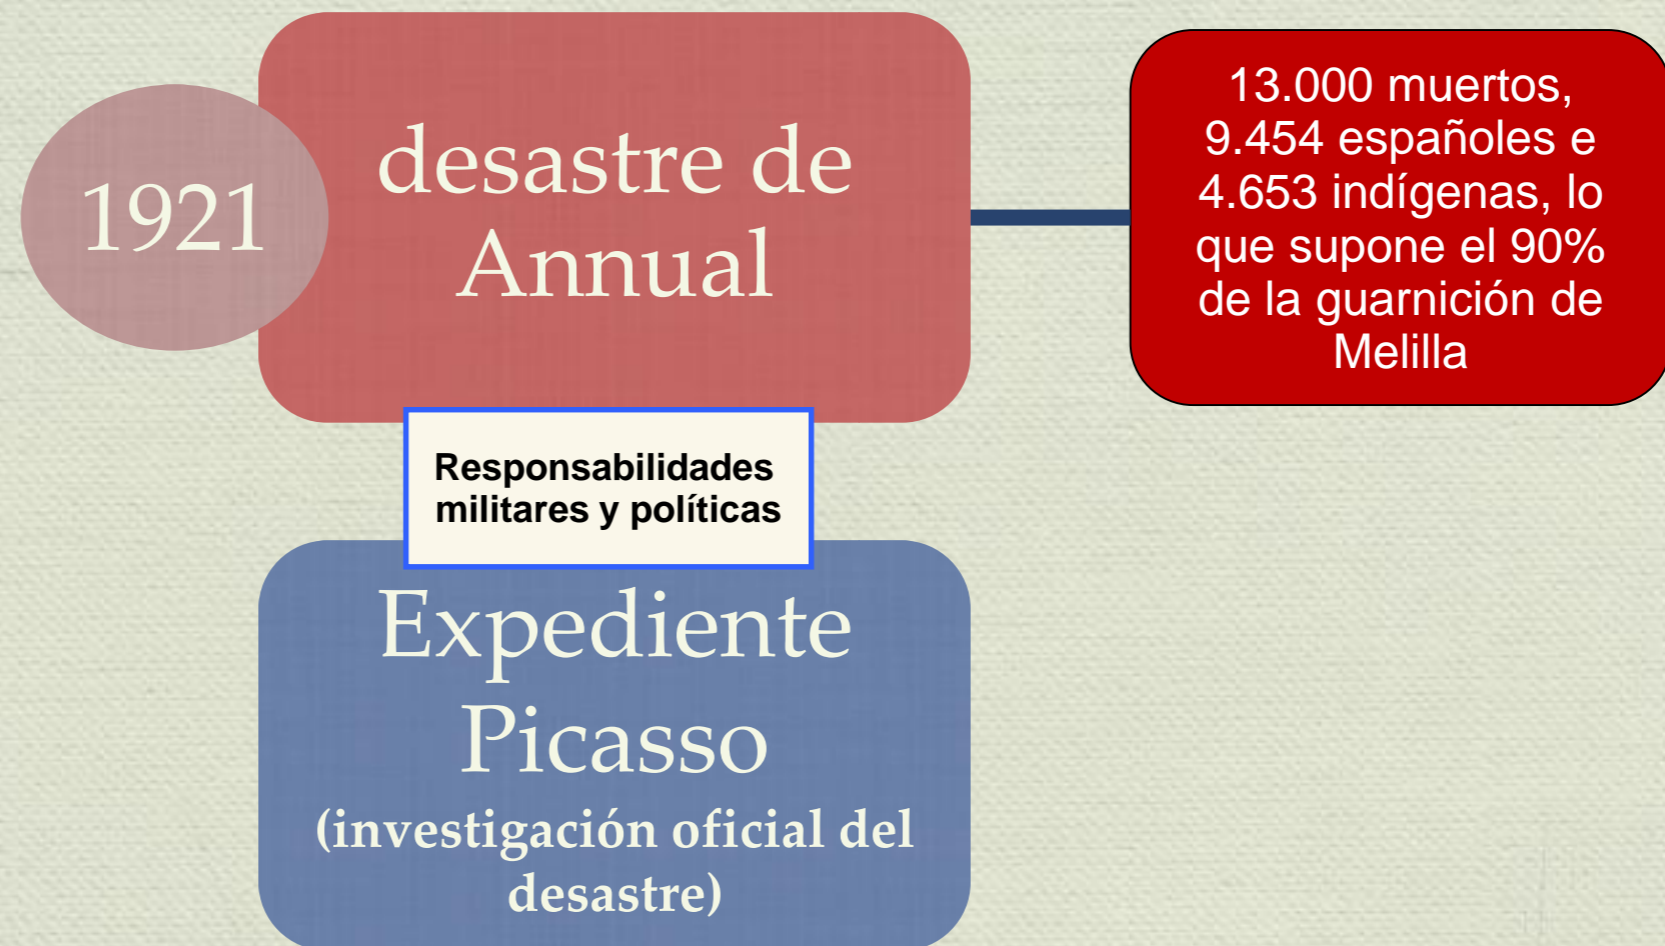 1921
desastre de
Annual
13.000 muertos,
9.454 españoles e
4.653 indígenas, lo
que supone el 90%
de la guarnición de
Melilla
Responsabilidades
militares y políticas
Expediente
Picasso
(investigación oficial del
desastre)